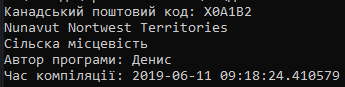 Канадський поштовий код: X0A1B2
Nunavut Nortwest Territories
Сільска місцевість
Автор програми: Денис
Час компіляції: 2019-06-11 09:18:24.410579